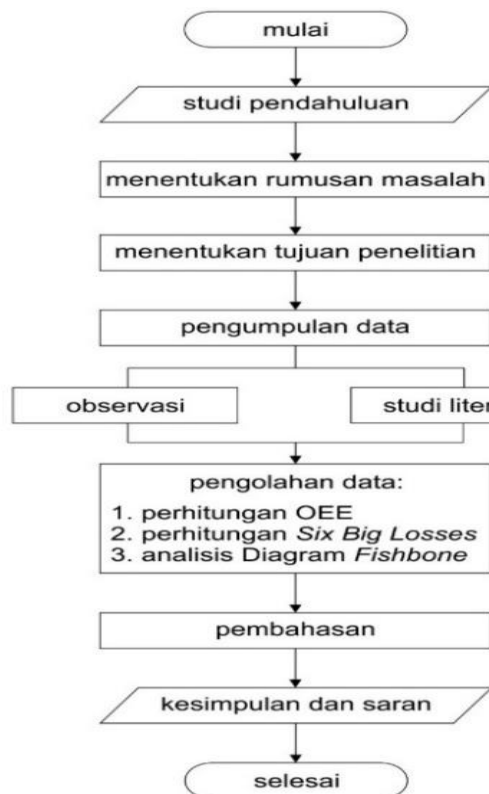 mulai
studi pendahuluan
menentukan rumusan masalah
menentukan tujuan penelitian
pengumpulan data
observasi
studi
pengolahan data:
1. perhitungan OEE
2. perhitungan Six Big Losses
3. analisis Diagram Fishbone
pembahasan
kesimpulan dan saran
selesai